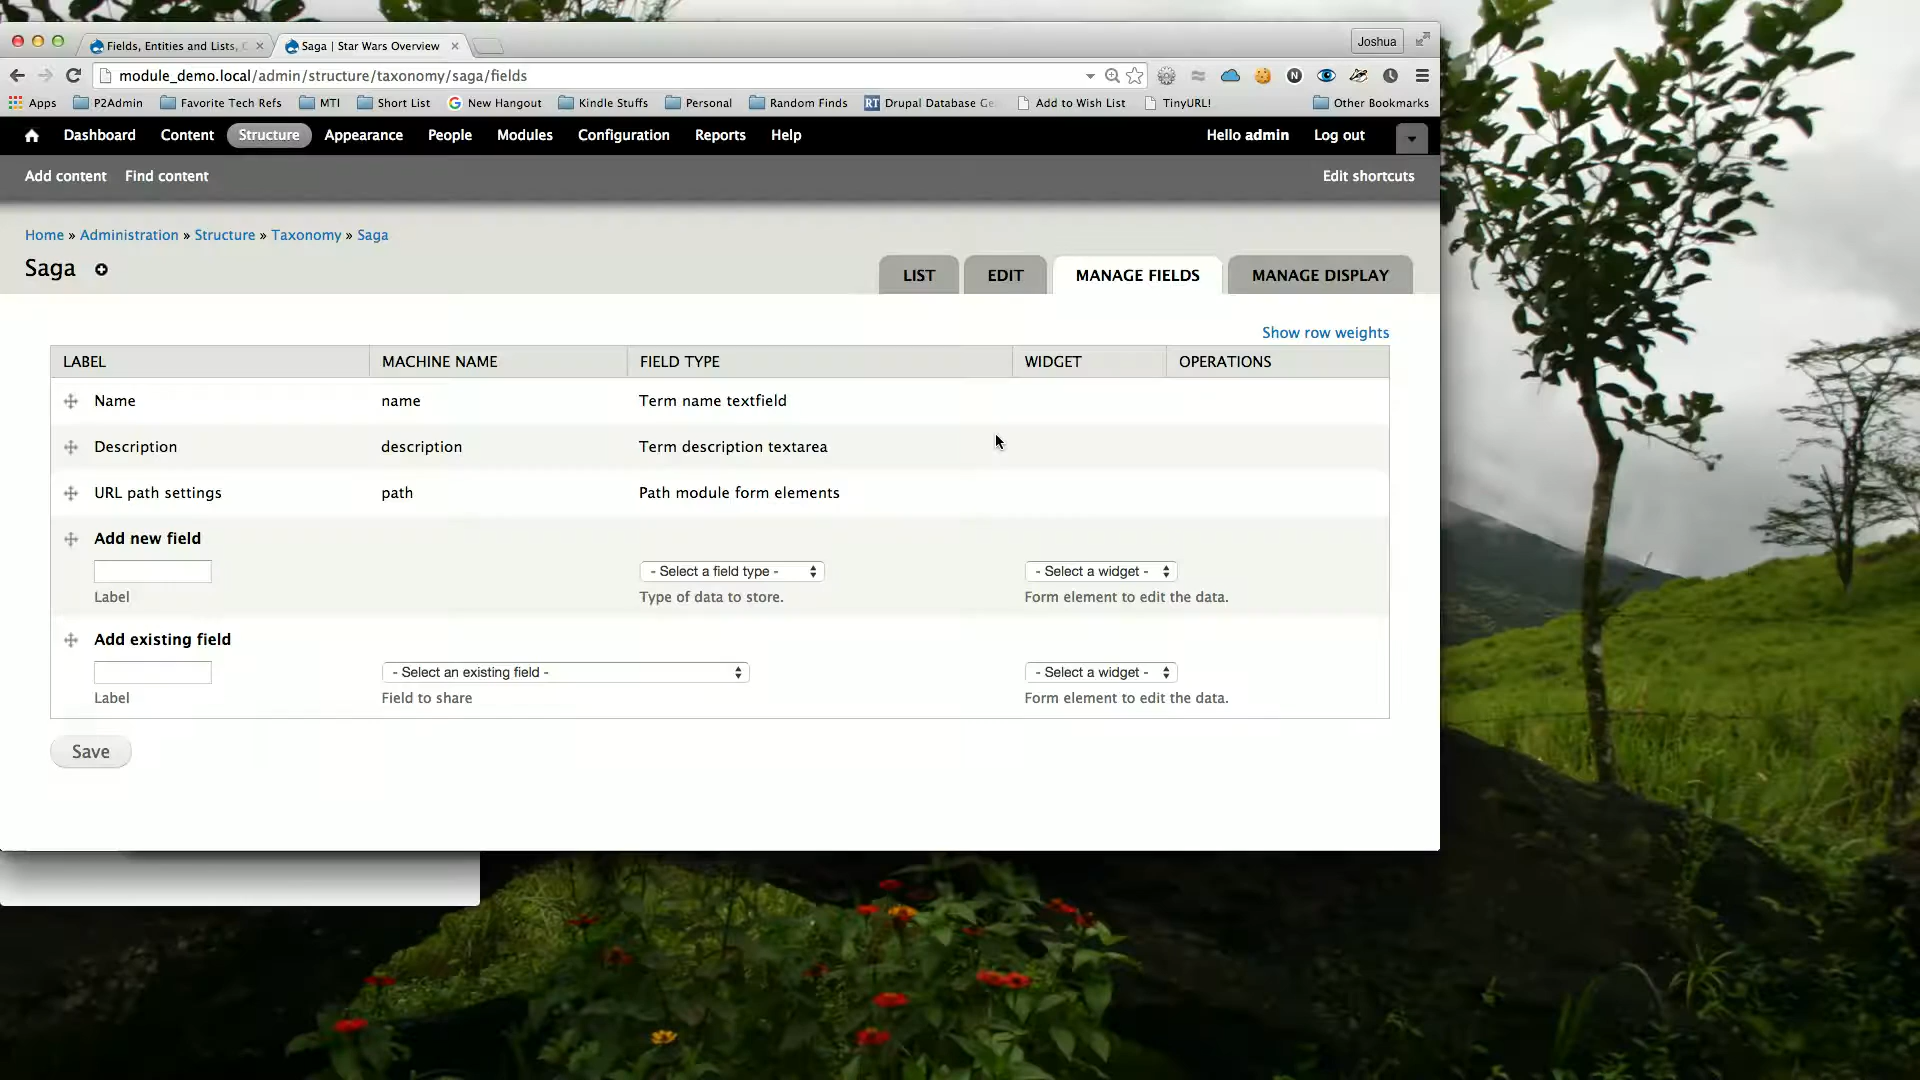 Joshua
Fields, Entities and Lists,
Saga | Star Wars Overview
module_demo.local/admin/structure/taxonomy/saga/fields
Apps P2Admin Favorite Tech Refs MTI Short List New Hangout Kindle Stuffs Personal Random Finds RT Drupal Database Add to Wish List TinyURL! Other Bookmarks
Dashboard Content Structure Appearance People Modules Configuration Reports Help Hello admin Log out
Add content Find content Edit shortcuts
Home » Administration » Structure » Taxonomy » Saga
Saga
LIST EDIT MANAGE FIELDS MANAGE DISPLAY
Show row weights
LABEL MACHINE NAME FIELD TYPE WIDGET OPERATIONS
Name name Term name textfield
Description description Term description textarea
URL path settings path Path module form elements
Add new field
- Select a field type - - Select a widget -
Label Type of data to store. Form element to edit the data.
Add existing field
- Select an existing field - - Select a widget -
Label Field to share Form element to edit the data.
Save